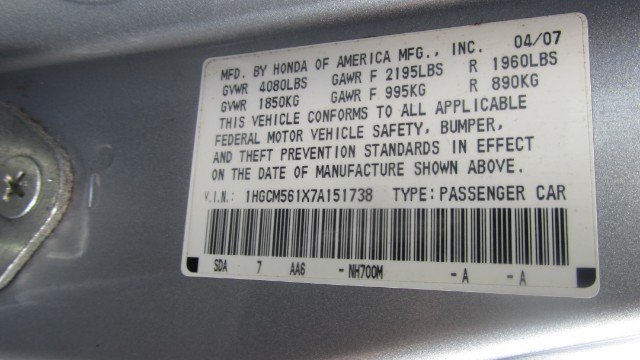 MFD. BY HONDA OF AMERICA MFG., INC. 04/07
GVWR 4080LBS GAWR F 2195LBS R 1960LBS
GVWR 1850KG GAWR F 995KG R 890KG
THIS VEHICLE CONFORMS TO ALL APPLICABLE
FEDERAL MOTOR VEHICLE SAFETY, BUMPER,
AND THEFT PREVENTION STANDARDS IN EFFECT
ON THE DATE OF MANUFACTURE SHOWN ABOVE.
V.I.N.: 1HGCM561X7A151738 TYPE: PASSENGER CAR
SDA 7 AA6 - NH700M - A - A